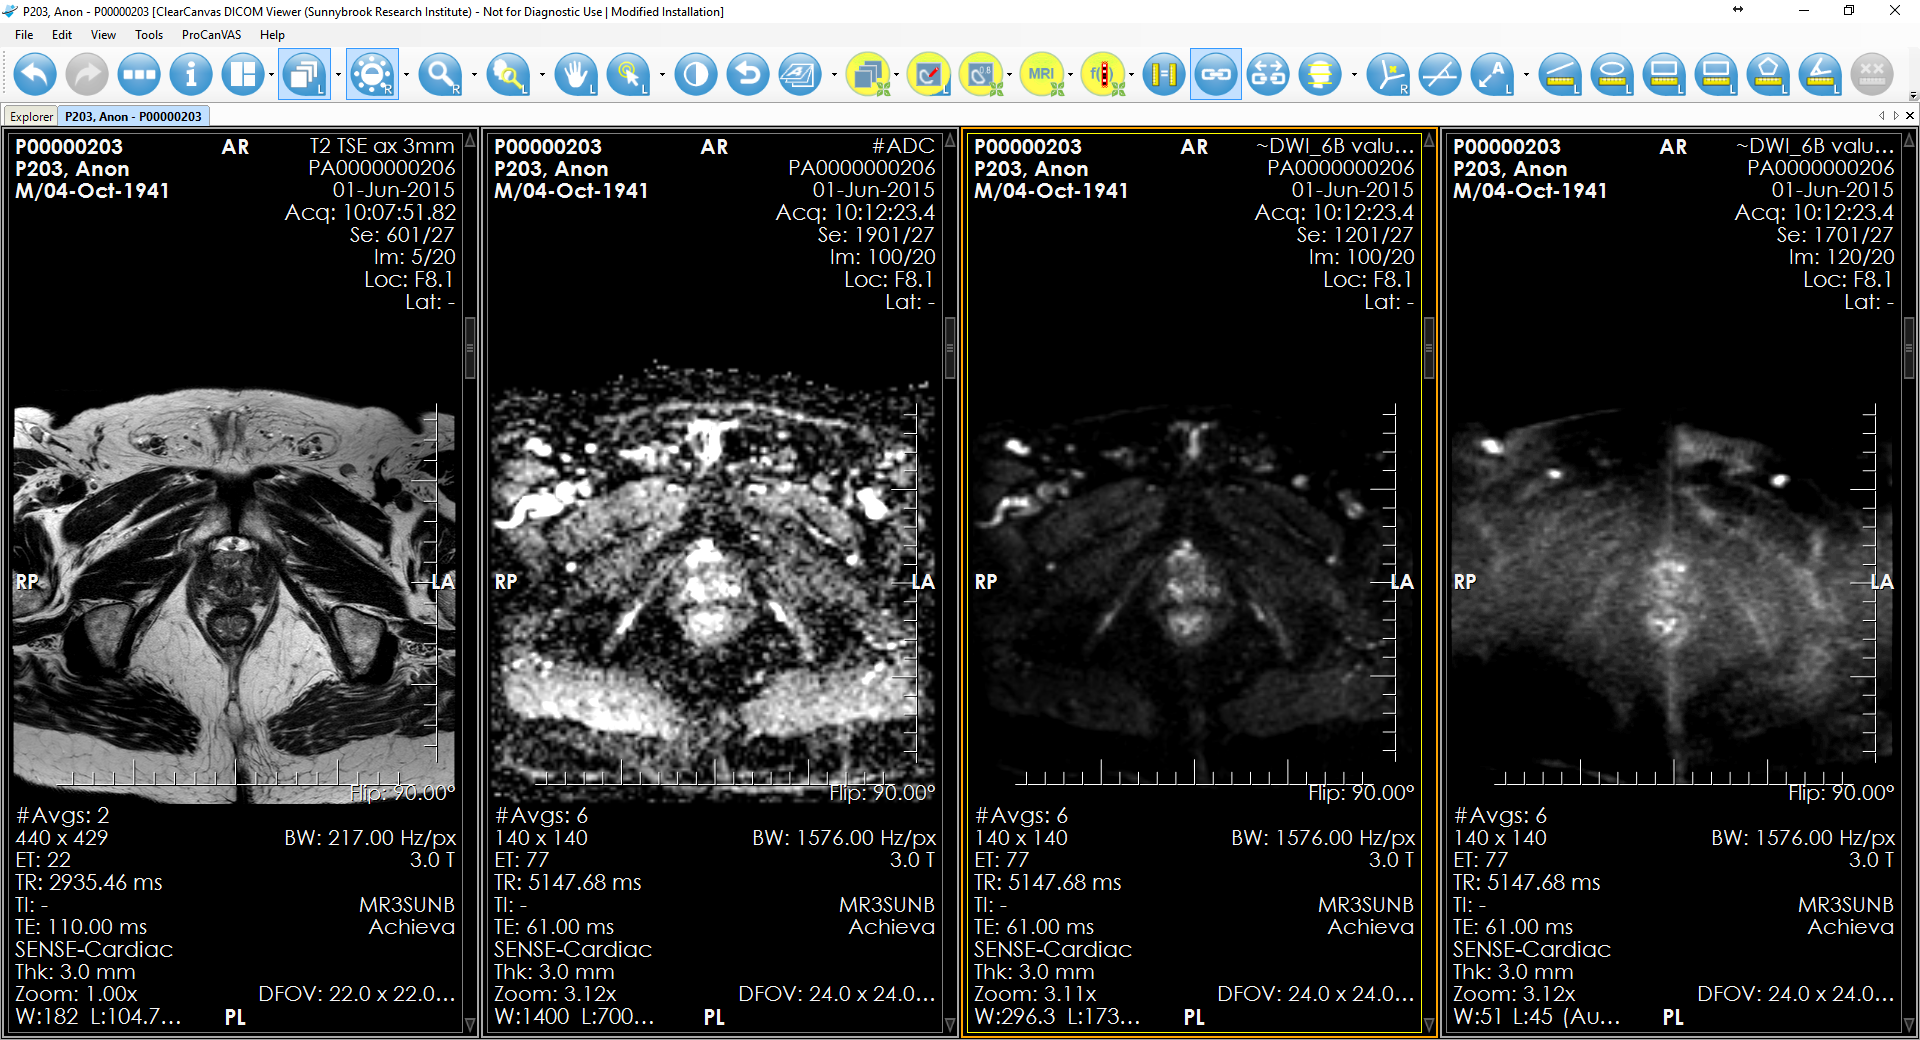 P203, Anon - P00000203 [ClearCanvas DICOM Viewer (Sunnybrook Research Institute) - Not for Diagnostic Use | Modified Installation]
File Edit View Tools ProCanVAS Help
L R R L L L MRI f() R L L L L L L L
Explorer P203, Anon - P00000203
P00000203 AR T2 TSE ax 3mm
P203, Anon PA0000000206
M/04-Oct-1941 01-Jun-2015
Acq: 10:07:51.82
Se: 601/27
Im: 5/20
Loc: F8.1
Lat: -
RP LA
Flip: 90.00°
#Avgs: 2
440 x 429 BW: 217.00 Hz/px
ET: 22 3.0 T
TR: 2935.46 ms
TI: - MR3SUNB
TE: 110.00 ms Achieva
SENSE-Cardiac
Thk: 3.0 mm
Zoom: 1.00x DFOV: 22.0 x 22.0...
W:182 L:104.7... PL
P00000203 AR #ADC
P203, Anon PA0000000206
M/04-Oct-1941 01-Jun-2015
Acq: 10:12:23.4
Se: 1901/27
Im: 100/20
Loc: F8.1
Lat: -
RP LA
Flip: 90.00°
#Avgs: 6
140 x 140 BW: 1576.00 Hz/px
ET: 77 3.0 T
TR: 5147.68 ms
TI: - MR3SUNB
TE: 61.00 ms Achieva
SENSE-Cardiac
Thk: 3.0 mm
Zoom: 3.12x DFOV: 24.0 x 24.0...
W:1400 L:700... PL
P00000203 AR ~DWI_6B valu...
P203, Anon PA0000000206
M/04-Oct-1941 01-Jun-2015
Acq: 10:12:23.4
Se: 1201/27
Im: 100/20
Loc: F8.1
Lat: -
RP LA
Flip: 90.00°
#Avgs: 6
140 x 140 BW: 1576.00 Hz/px
ET: 77 3.0 T
TR: 5147.68 ms
TI: - MR3SUNB
TE: 61.00 ms Achieva
SENSE-Cardiac
Thk: 3.0 mm
Zoom: 3.11x DFOV: 24.0 x 24.0...
W:296.3 L:173... PL
P00000203 AR ~DWI_6B valu...
P203, Anon PA0000000206
M/04-Oct-1941 01-Jun-2015
Acq: 10:12:23.4
Se: 1701/27
Im: 120/20
Loc: F8.1
Lat: -
RP LA
Flip: 90.00°
#Avgs: 6
140 x 140 BW: 1576.00 Hz/px
ET: 77 3.0 T
TR: 5147.68 ms
TI: - MR3SUNB
TE: 61.00 ms Achieva
SENSE-Cardiac
Thk: 3.0 mm
Zoom: 3.12x DFOV: 24.0 x 24.0...
W:51 L:45 (Au... PL